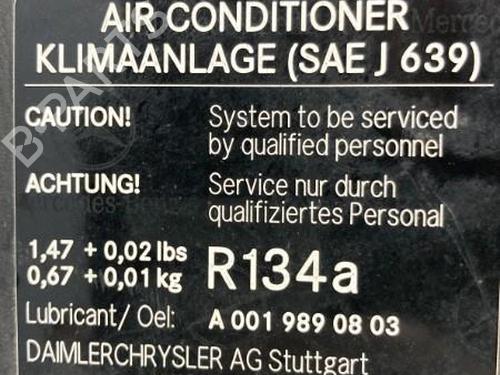 AIR CONDITIONER
KLIMAANLAGE (SAE J 639)
CAUTION! System to be serviced
by qualified personnel
ACHTUNG! Service nur durch
qualifiziertes Personal
1,47 + 0,02 lbs
0,67 + 0,01 kg R134a
Lubricant/ Oel: A 001 989 08 03
DAIMLERCHRYSLER AG Stuttgart
B-PARTS